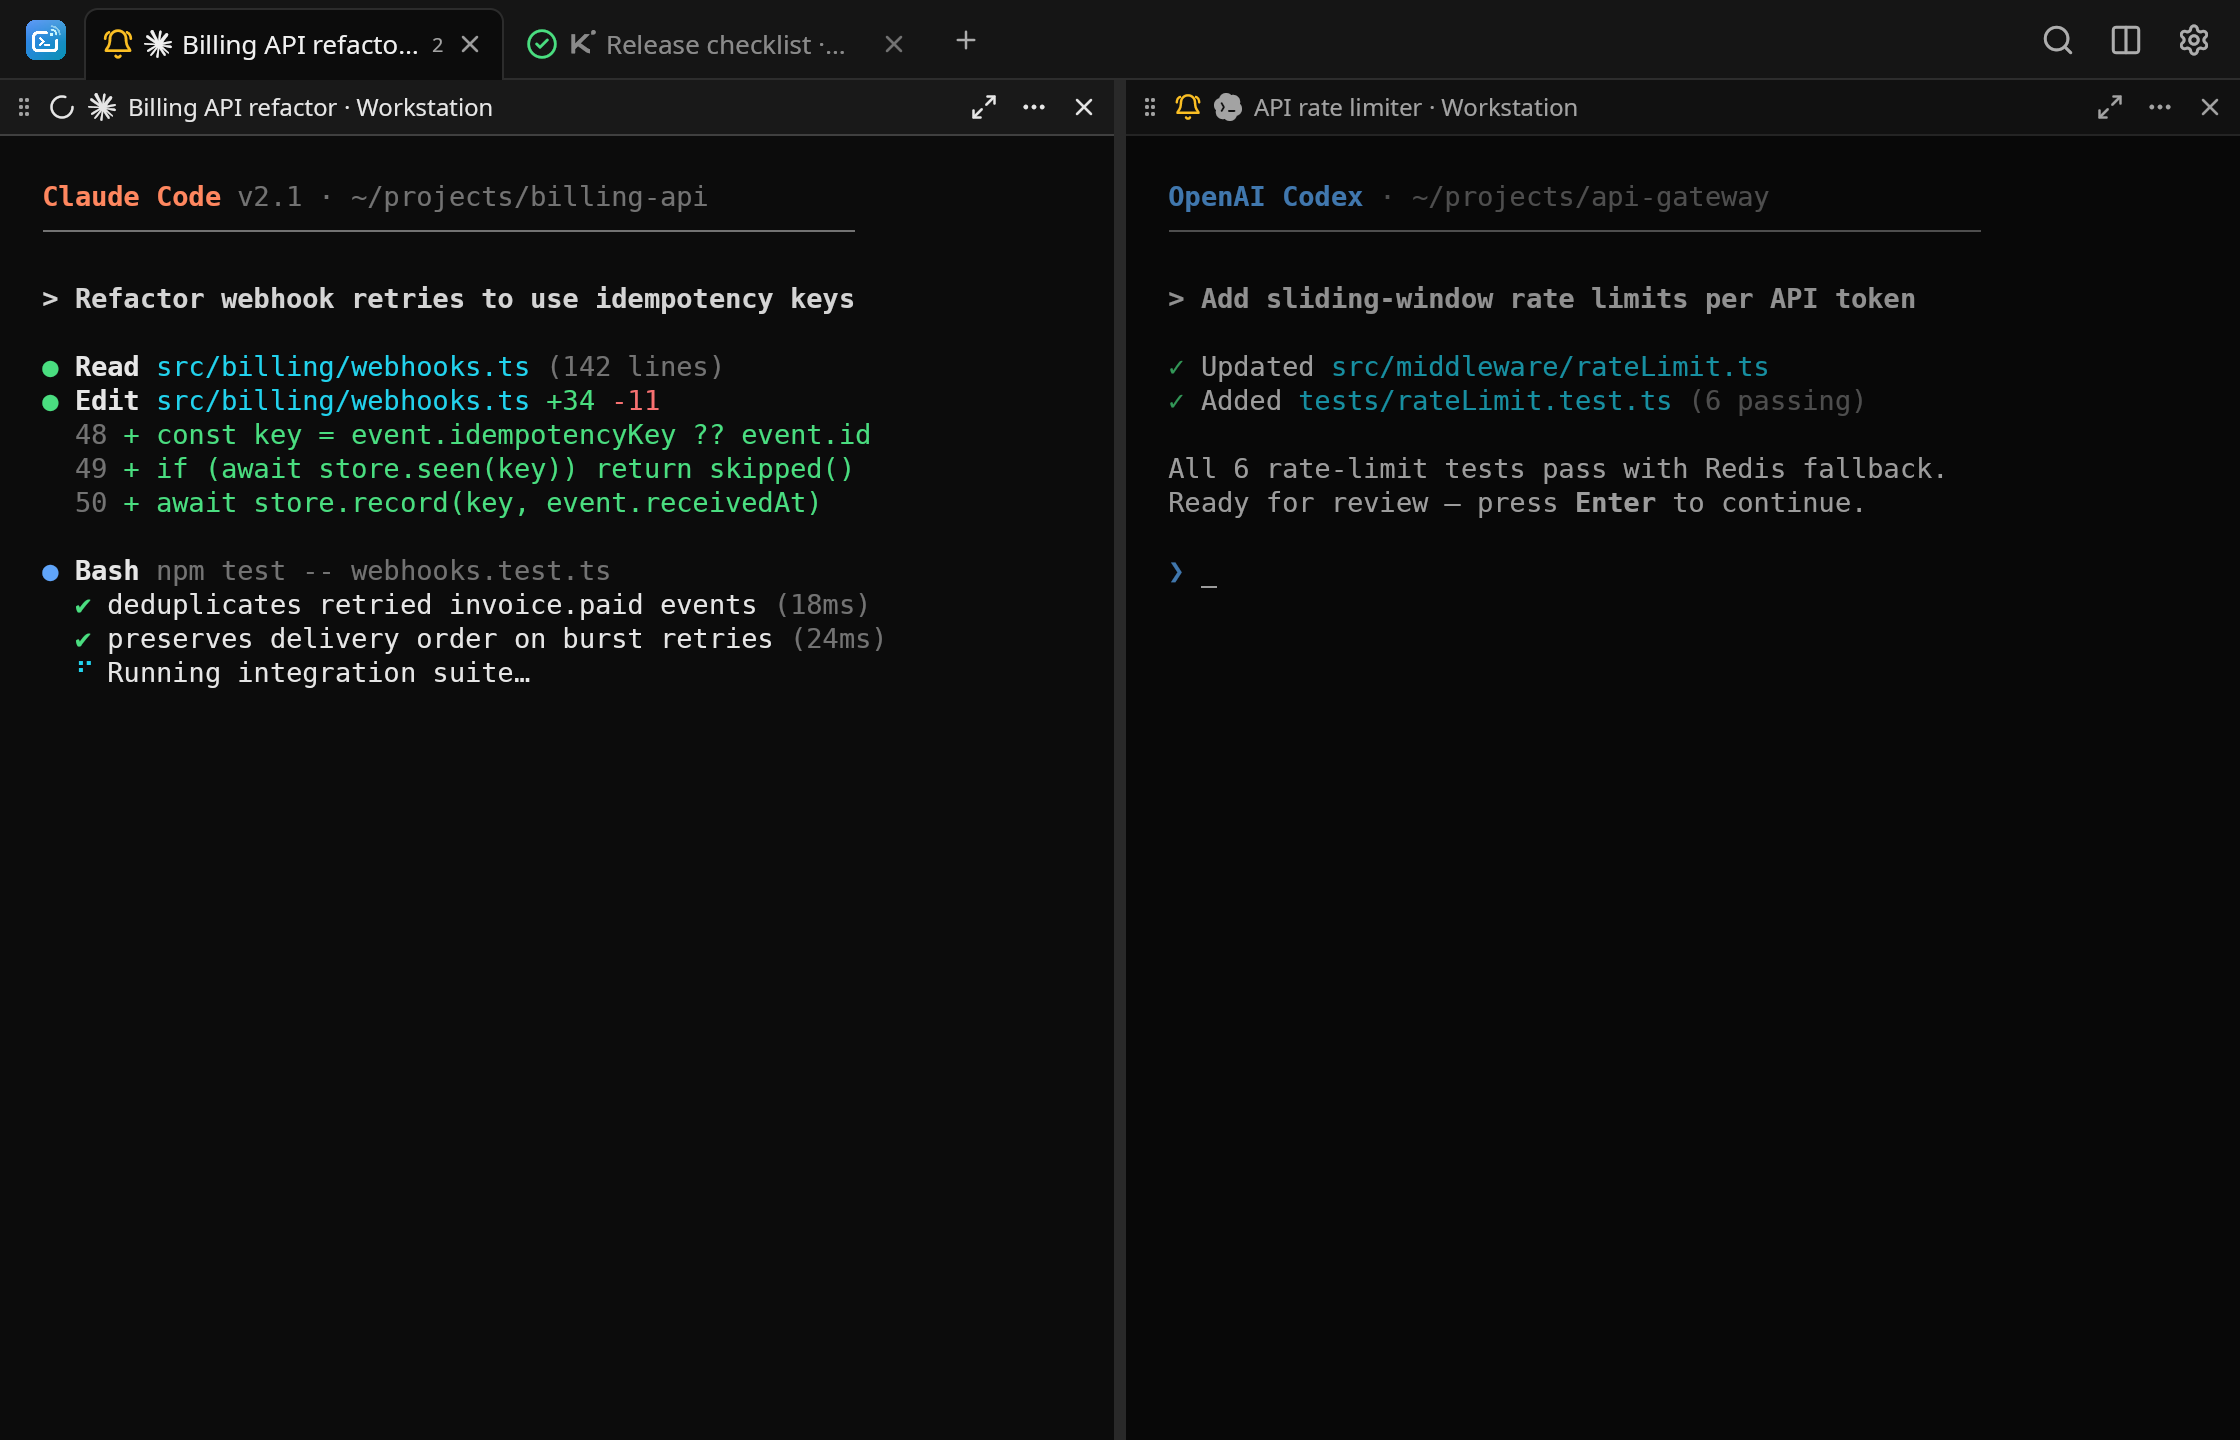 Billing API refacto... 2
Release checklist ·...
Billing API refactor · Workstation
Claude Code v2.1 · ~/projects/billing-api
> Refactor webhook retries to use idempotency keys
● Read src/billing/webhooks.ts (142 lines)
● Edit src/billing/webhooks.ts +34 -11
48 + const key = event.idempotencyKey ?? event.id
49 + if (await store.seen(key)) return skipped()
50 + await store.record(key, event.receivedAt)
● Bash npm test -- webhooks.test.ts
✔ deduplicates retried invoice.paid events (18ms)
✔ preserves delivery order on burst retries (24ms)
⠋ Running integration suite…
API rate limiter · Workstation
OpenAI Codex · ~/projects/api-gateway
> Add sliding-window rate limits per API token
✓ Updated src/middleware/rateLimit.ts
✓ Added tests/rateLimit.test.ts (6 passing)
All 6 rate-limit tests pass with Redis fallback.
Ready for review — press Enter to continue.
❯ _